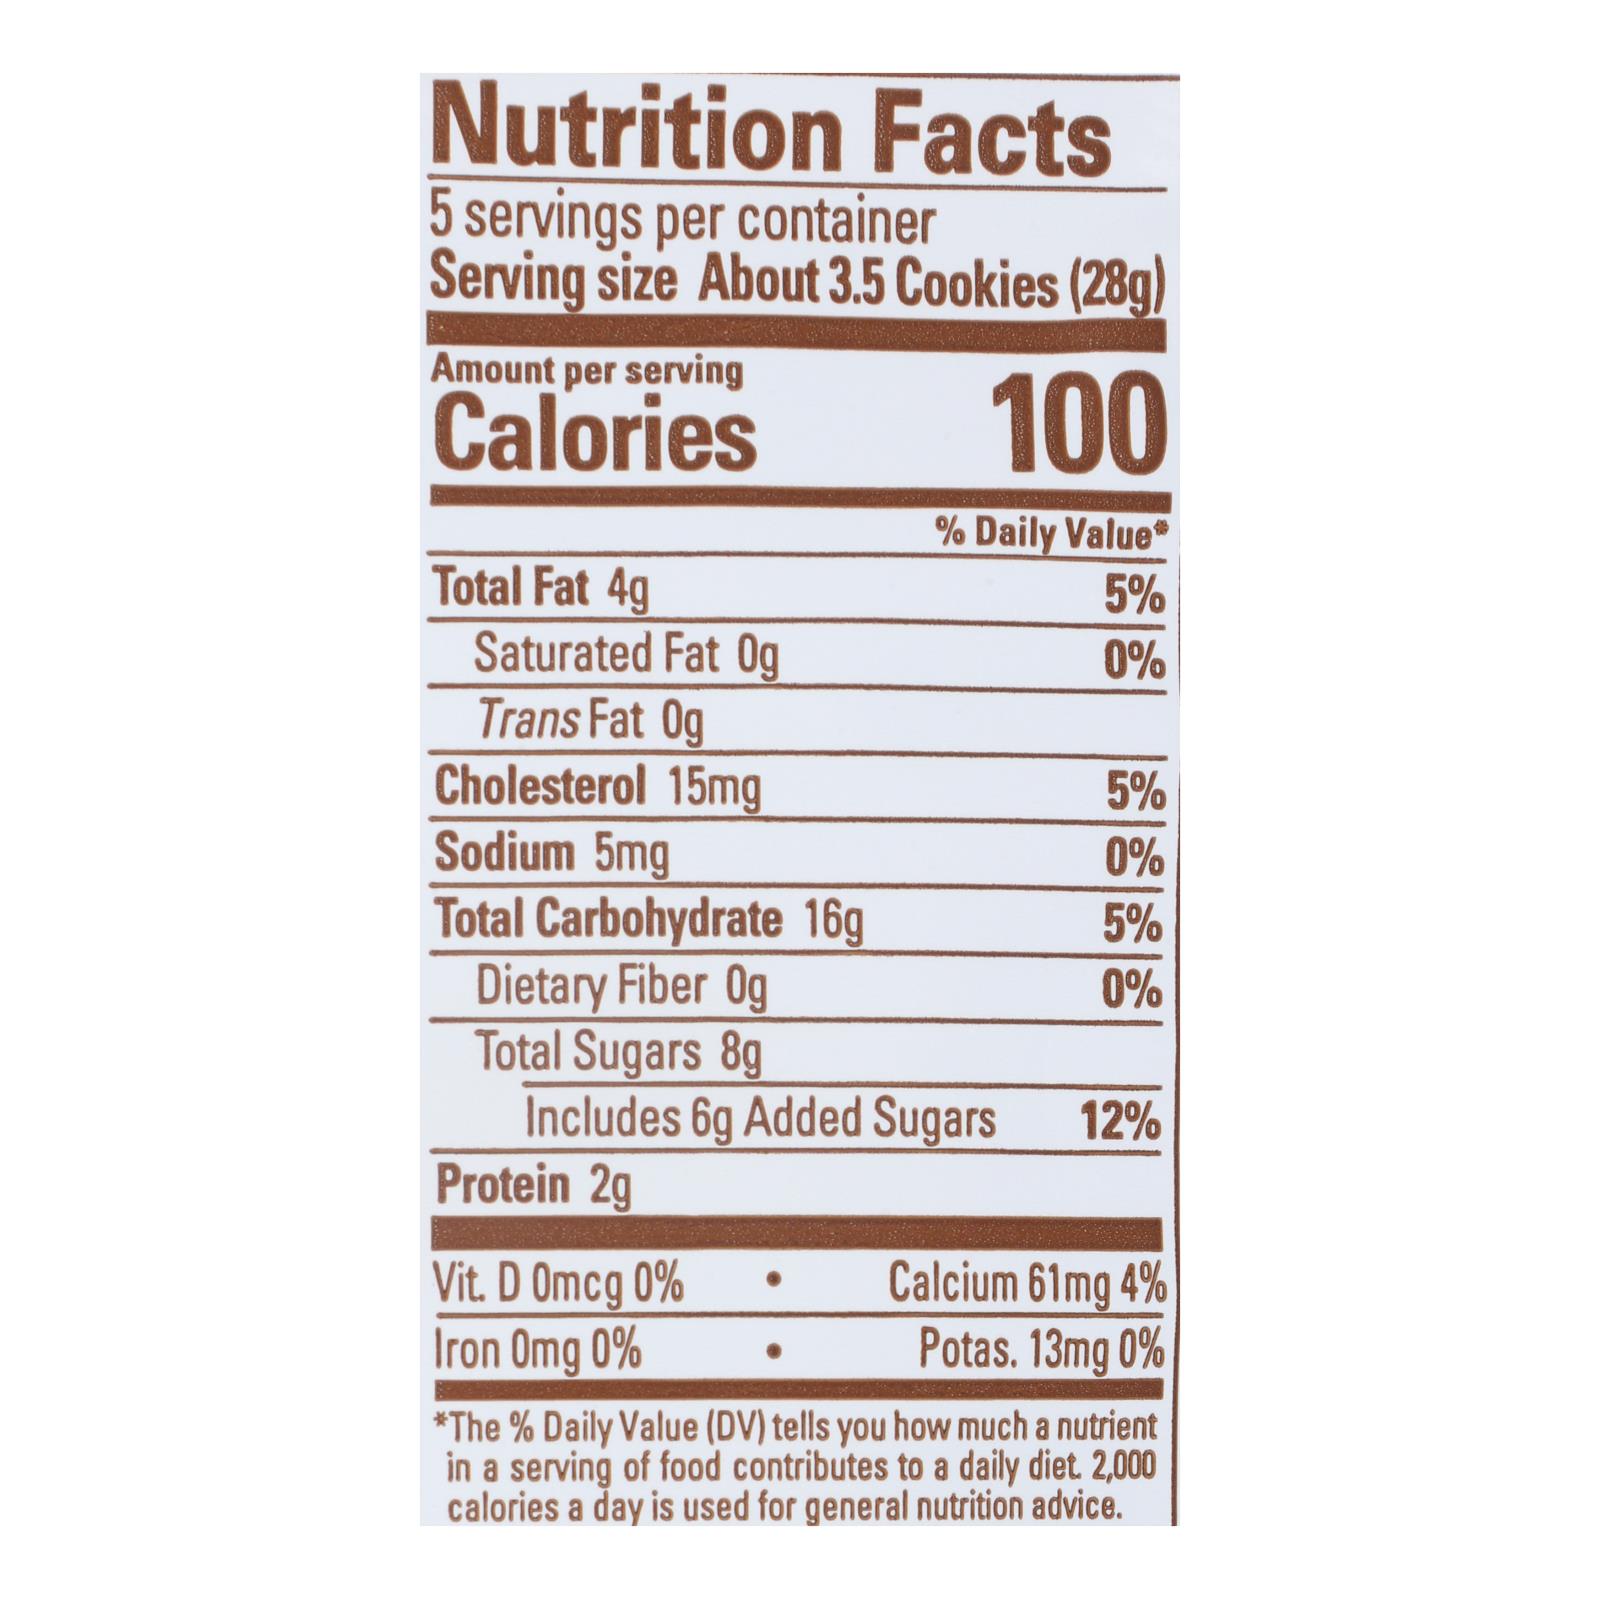 Nutrition Facts
5 servings per container
Serving size About 3.5 Cookies (28g)
Amount per serving
Calories 100
% Daily Value*
Total Fat 4g 5%
Saturated Fat 0g 0%
Trans Fat 0g
Cholesterol 15mg 5%
Sodium 5mg 0%
Total Carbohydrate 16g 5%
Dietary Fiber 0g 0%
Total Sugars 8g
Includes 6g Added Sugars 12%
Protein 2g
Vit. D 0mcg 0% • Calcium 61mg 4%
Iron 0mg 0% • Potas. 13mg 0%
*The % Daily Value (DV) tells you how much a nutrient
in a serving of food contributes to a daily diet. 2,000
calories a day is used for general nutrition advice.